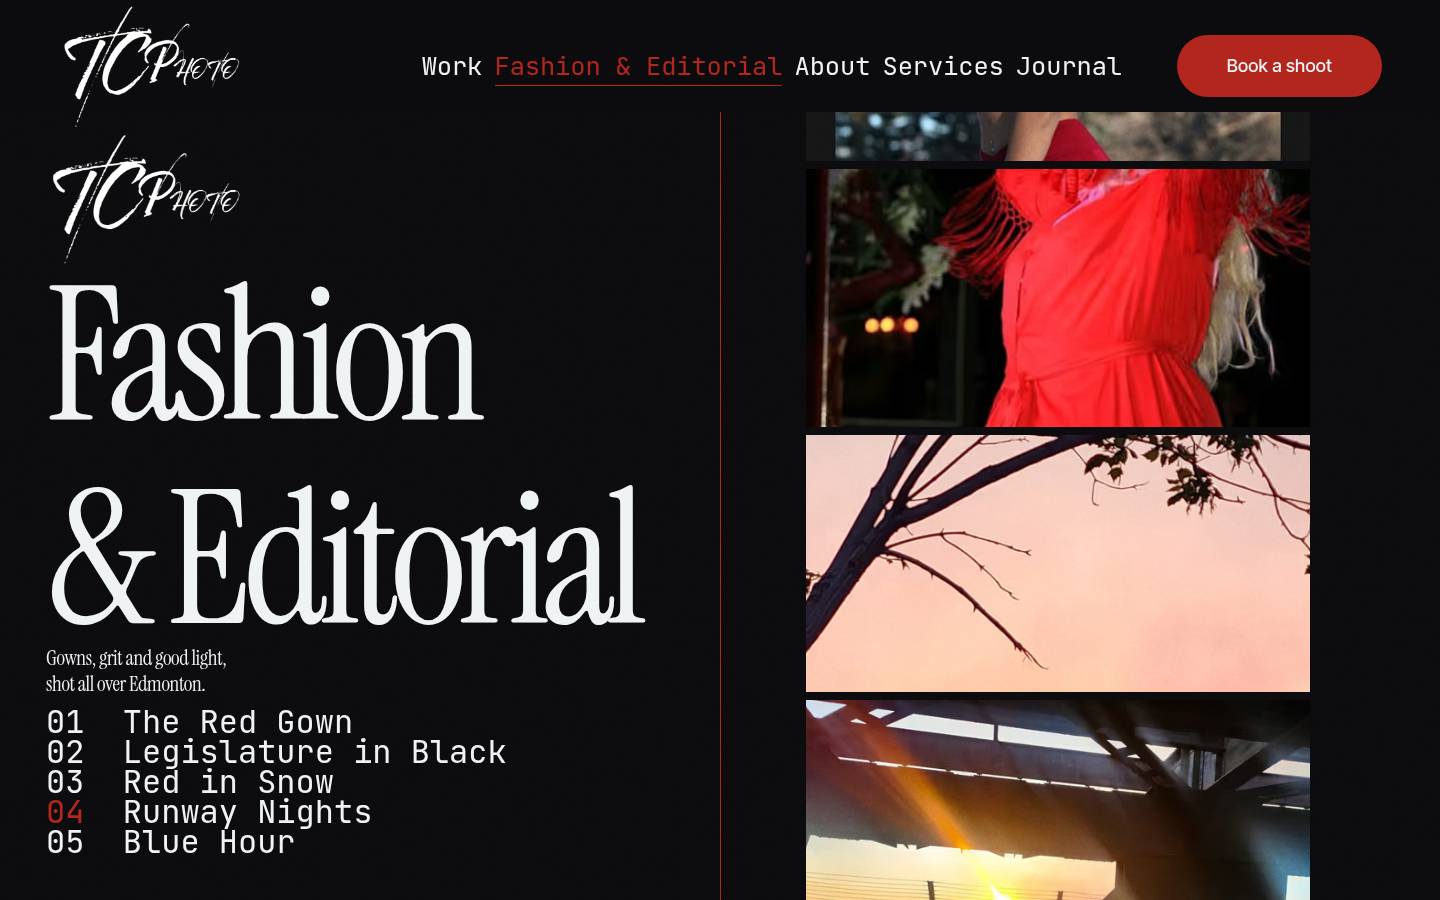 TCPHOTO
Work Fashion & Editorial About Services Journal
Book a shoot
TCPHOTO
Fashion
& Editorial
Gowns, grit and good light,
shot all over Edmonton.
01 The Red Gown
02 Legislature in Black
03 Red in Snow
04 Runway Nights
05 Blue Hour